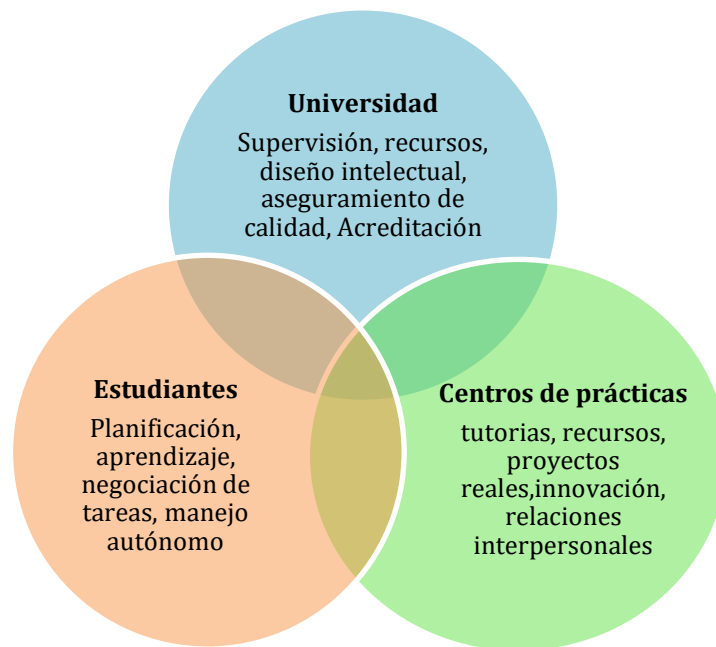 Universidad
Supervisión, recursos,
diseño intelectual,
aseguramiento de
calidad, Acreditación
Estudiantes
Planificación,
aprendizaje,
negociación de
tareas, manejo
autónomo
Centros de prácticas
tutorias, recursos,
proyectos
reales,innovación,
relaciones
interpersonales